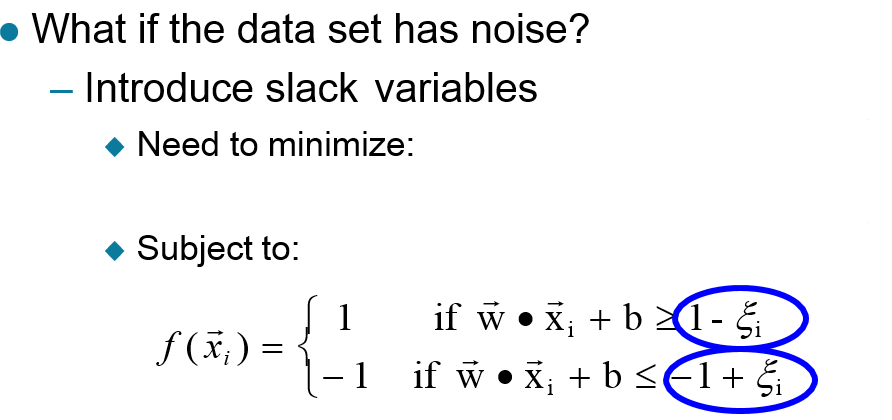 ● What if the data set has noise?
– Introduce slack variables
◆ Need to minimize:
◆ Subject to:
f(x⃗ᵢ) = { 1 if w⃗ • x⃗ᵢ + b ≥ 1 - ξᵢ
−1 if w⃗ • x⃗ᵢ + b ≤ −1 + ξᵢ